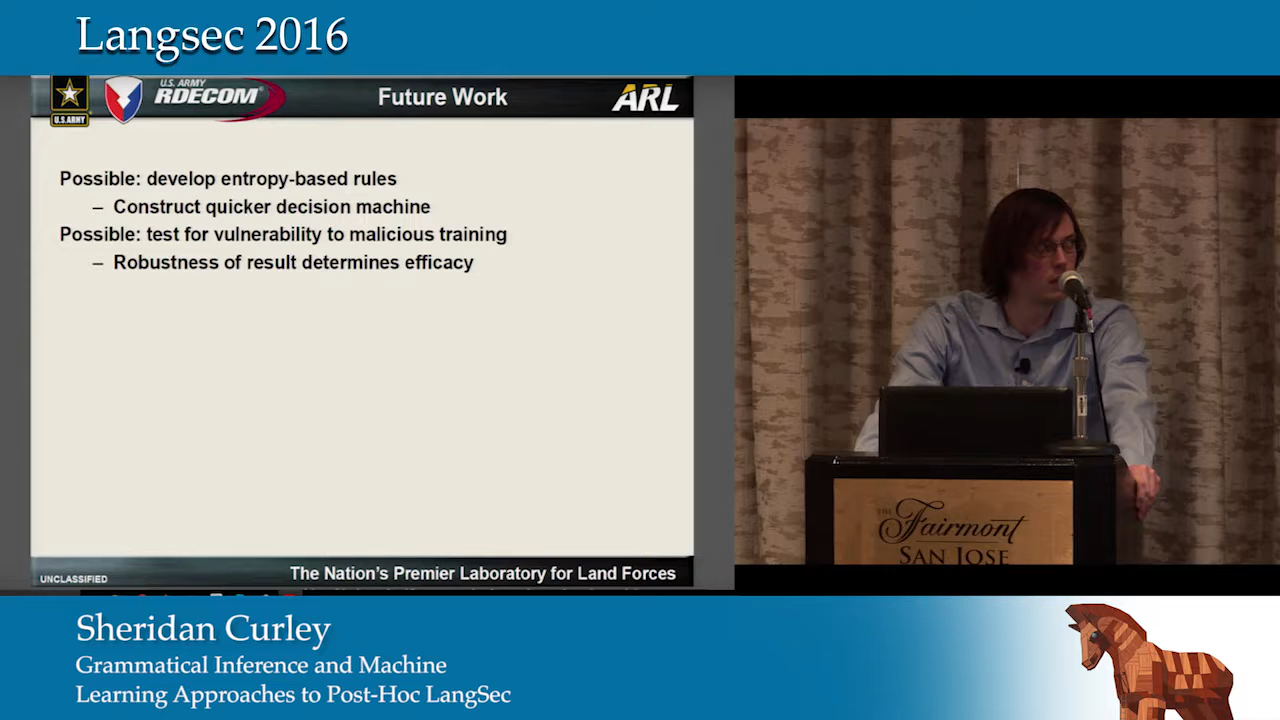 Langsec 2016
U.S. ARMY
RDECOM
Future Work
ARL
U.S. ARMY
Possible: develop entropy-based rules
– Construct quicker decision machine
Possible: test for vulnerability to malicious training
– Robustness of result determines efficacy
UNCLASSIFIED
The Nation's Premier Laboratory for Land Forces
THE
Fairmont
SAN JOSE
Sheridan Curley
Grammatical Inference and Machine
Learning Approaches to Post-Hoc LangSec